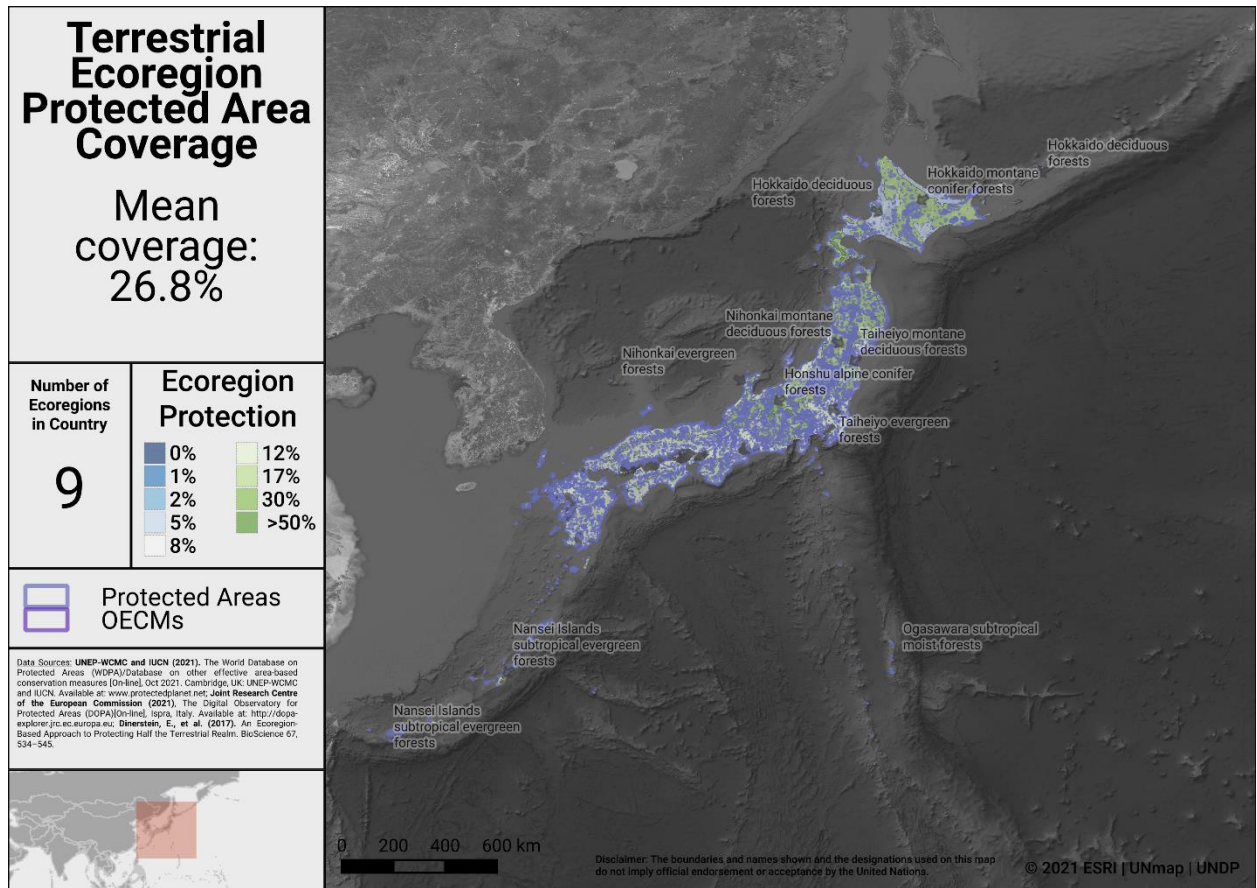 Terrestrial
Ecoregion
Protected Area
Coverage
Mean
coverage:
26.8%
Number of
Ecoregions
in Country
9
Ecoregion
Protection
0%
1%
2%
5%
8%
12%
17%
30%
>50%
Protected Areas
OECMs
Data Sources: UNEP-WCMC and IUCN (2021). The World Database on
Protected Areas (WDPA)/Database on other effective area-based
conservation measures [On-line], Oct 2021. Cambridge, UK: UNEP-WCMC
and IUCN. Available at: www.protectedplanet.net; Joint Research Centre
of the European Commission (2021), The Digital Observatory for
Protected Areas (DOPA)[On-line], Ispra, Italy. Available at: http://dopa-
explorer.jrc.ec.europa.eu; Dinerstein, E., et al. (2017). An Ecoregion-
Based Approach to Protecting Half the Terrestrial Realm. BioScience 67,
534–545.
Hokkaido deciduous
forests
Hokkaido montane
conifer forests
Hokkaido deciduous
forests
Nihonkai montane
deciduous forests
Taiheiyo montane
deciduous forests
Nihonkai evergreen
forests
Honshu alpine conifer
forests
Taiheiyo evergreen
forests
Nansei Islands
subtropical evergreen
forests
Ogasawara subtropical
moist forests
Nansei Islands
subtropical evergreen
forests
0 200 400 600 km
Disclaimer: The boundaries and names shown and the designations used on this map
do not imply official endorsement or acceptance by the United Nations.
© 2021 ESRI | UNmap | UNDP